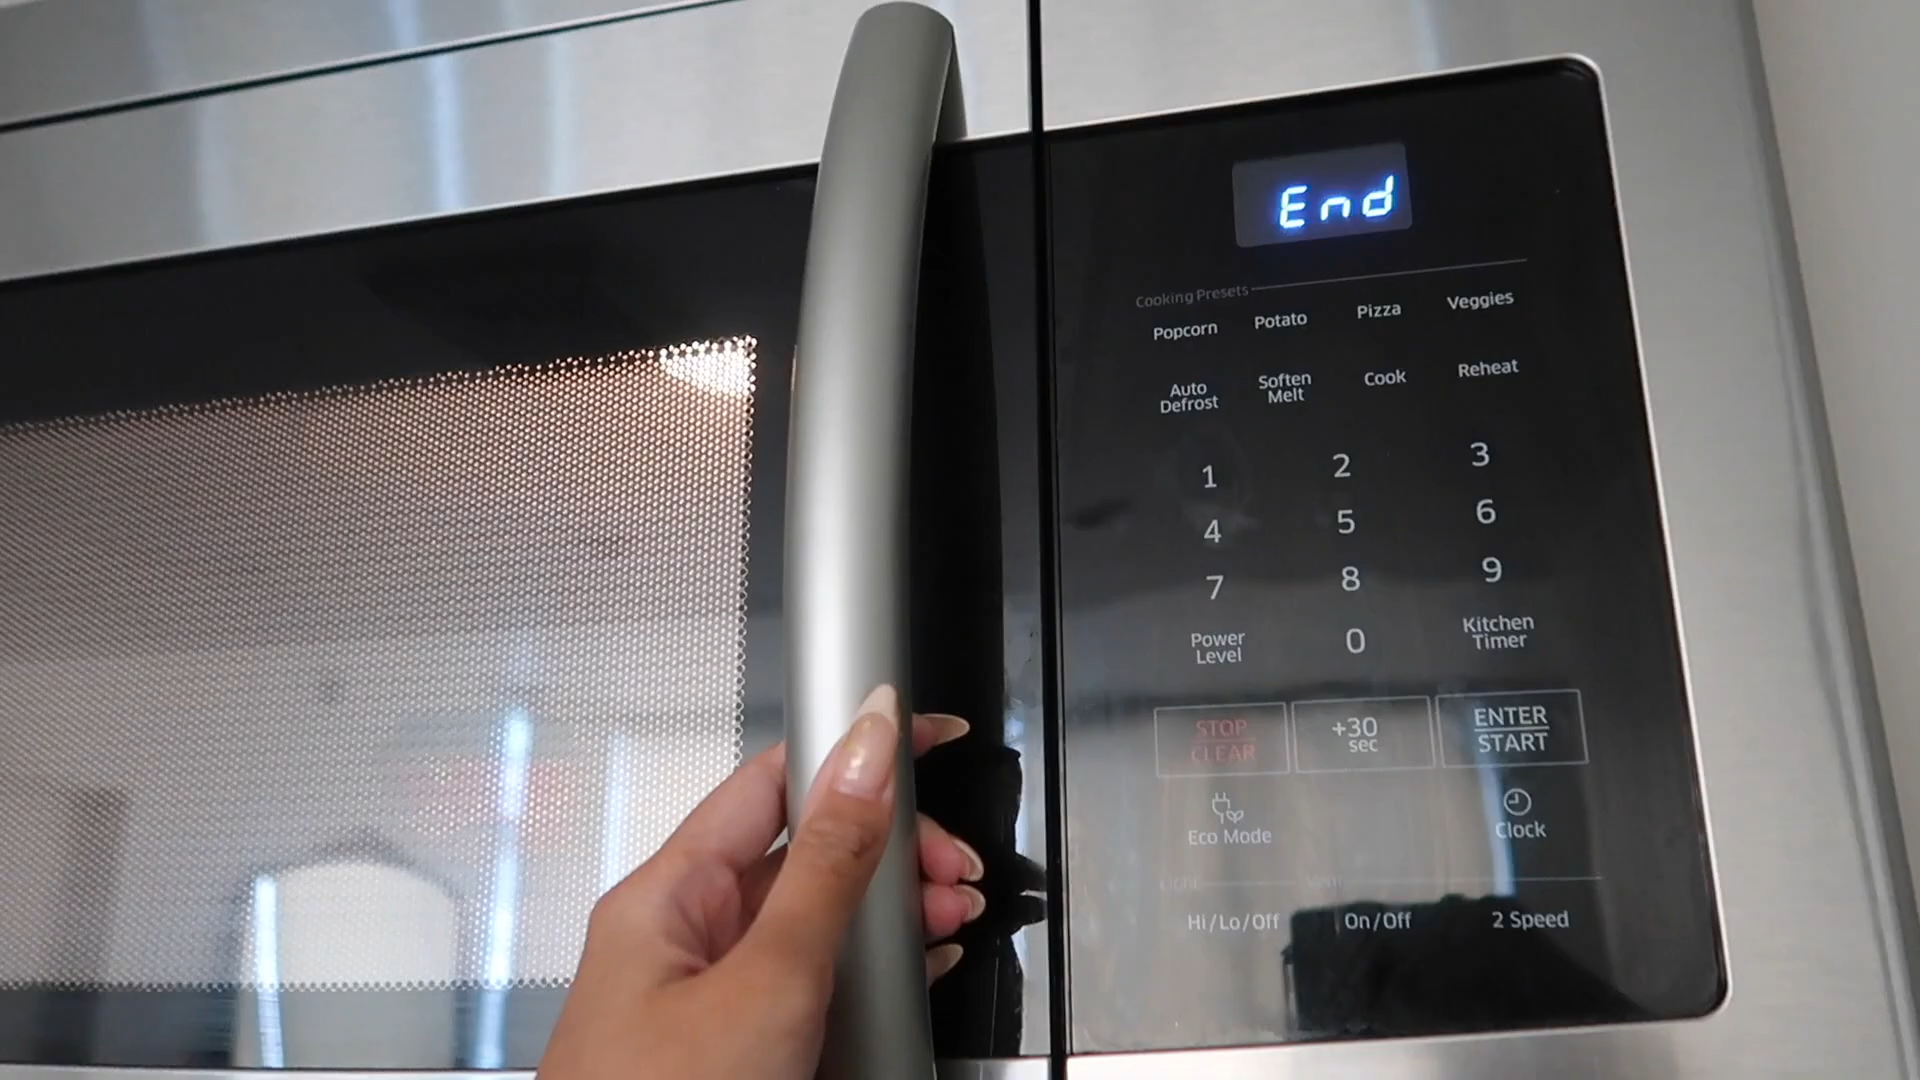 End
Cooking Presets
Popcorn Potato Pizza Veggies
Auto Defrost Soften Melt Cook Reheat
1 2 3
4 5 6
7 8 9
Power Level 0 Kitchen Timer
STOP CLEAR +30 sec ENTER START
Eco Mode Clock
Light Vent
Hi/Lo/Off On/Off 2 Speed